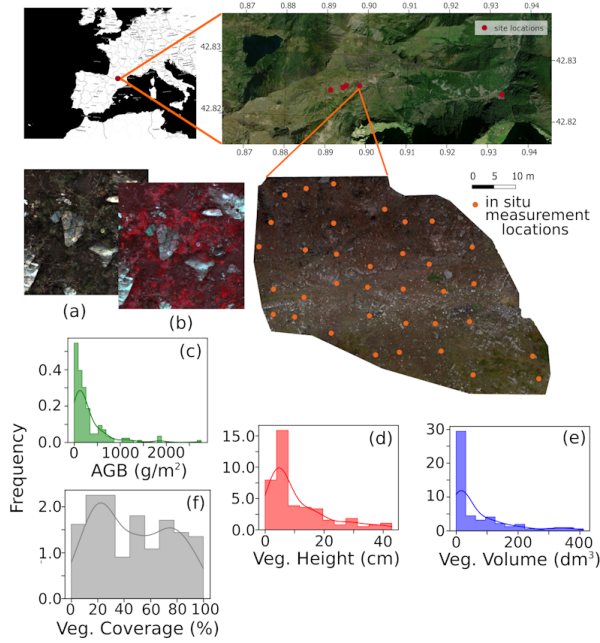 0.87 0.88 0.89 0.90 0.91 0.92 0.93 0.94
site locations
42.83 42.83
42.82 42.82
0.87 0.88 0.89 0.90 0.91 0.92 0.93 0.94
0 5 10 m
in situ
measurement
locations
(a)
(b)
(c)
0.4
0.2
0.0
0 1000 2000
AGB (g/m²)
Frequency
(d)
15.0
10.0
5.0
0.0
0 20 40
Veg. Height (cm)
(e)
30
20
10
0
0 200 400
Veg. Volume (dm³)
(f)
2.0
1.0
0.0
0 20 40 60 80 100
Veg. Coverage (%)